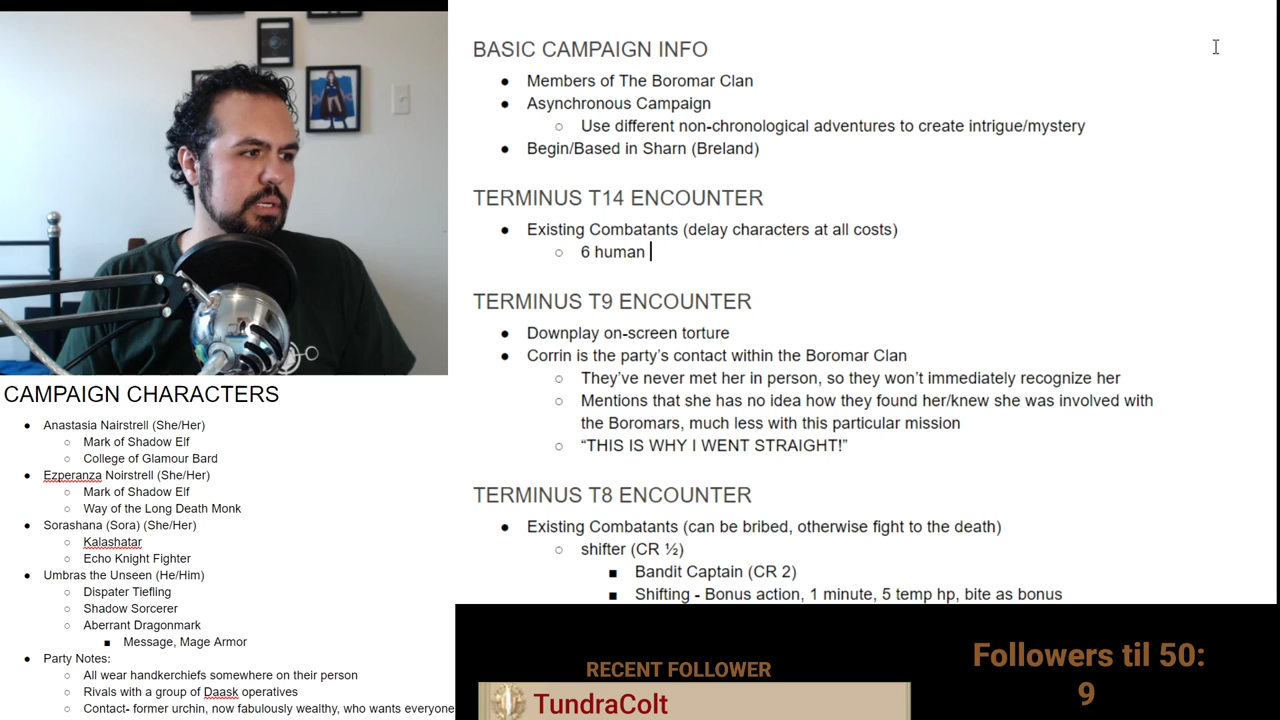 BASIC CAMPAIGN INFO
● Members of The Boromar Clan
● Asynchronous Campaign
○ Use different non-chronological adventures to create intrigue/mystery
● Begin/Based in Sharn (Breland)
TERMINUS T14 ENCOUNTER
● Existing Combatants (delay characters at all costs)
○ 6 human
TERMINUS T9 ENCOUNTER
● Downplay on-screen torture
● Corrin is the party’s contact within the Boromar Clan
○ They’ve never met her in person, so they won’t immediately recognize her
○ Mentions that she has no idea how they found her/knew she was involved with
the Boromars, much less with this particular mission
○ “THIS IS WHY I WENT STRAIGHT!”
TERMINUS T8 ENCOUNTER
● Existing Combatants (can be bribed, otherwise fight to the death)
○ shifter (CR ½)
■ Bandit Captain (CR 2)
■ Shifting - Bonus action, 1 minute, 5 temp hp, bite as bonus
CAMPAIGN CHARACTERS
● Anastasia Nairstrell (She/Her)
○ Mark of Shadow Elf
○ College of Glamour Bard
● Ezperanza Noirstrell (She/Her)
○ Mark of Shadow Elf
○ Way of the Long Death Monk
● Sorashana (Sora) (She/Her)
○ Kalashatar
○ Echo Knight Fighter
● Umbras the Unseen (He/Him)
○ Dispater Tiefling
○ Shadow Sorcerer
○ Aberrant Dragonmark
■ Message, Mage Armor
● Party Notes:
○ All wear handkerchiefs somewhere on their person
○ Rivals with a group of Daask operatives
○ Contact- former urchin, now fabulously wealthy, who wants everyone
RECENT FOLLOWER
TundraColt
Followers til 50:
9